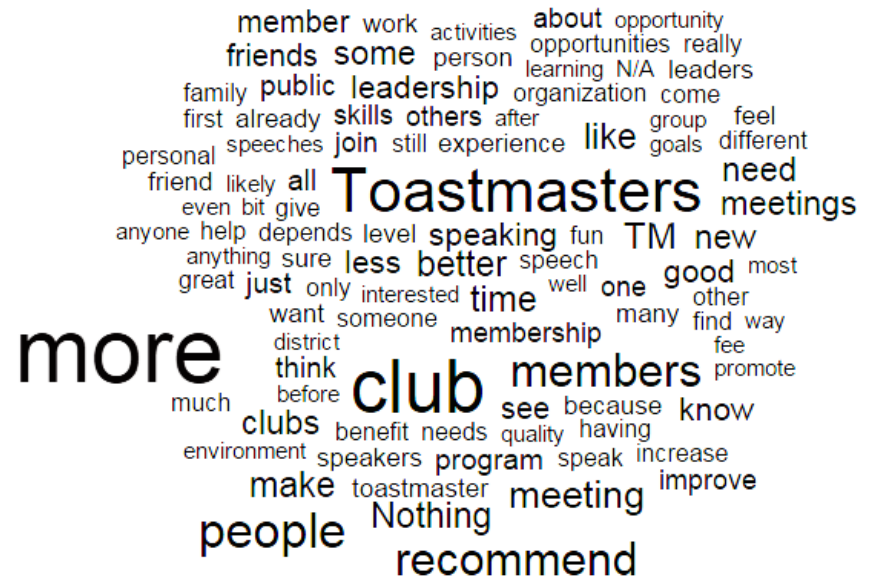 member work activities about opportunity
friends some person opportunities really
learning N/A leaders
family public leadership organization come
first already skills others after group feel
speeches join still experience like goals different
personal
friend likely all Toastmasters need
even bit give meetings
anyone help depends level speaking fun TM new
anything sure less better speech good most
great just only interested time well one other
want someone membership many find way
district fee
more think club members promote
much before see because know
clubs benefit needs quality having
environment speakers program speak increase
make toastmaster meeting improve
people Nothing
recommend